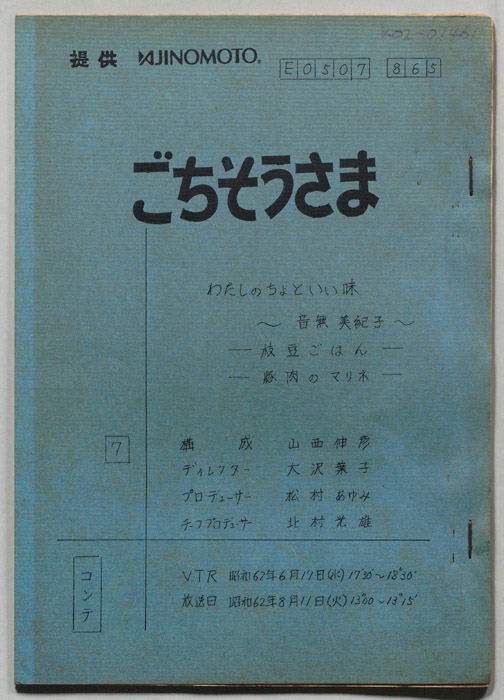 提供 AJINOMOTO®
E0507 865
ごちそうさま
わたしのちょといい味
～ 音無 美紀子 ～
― 枝豆ごはん ―
― 豚肉のマリネ ―
7
構成 山西伸彦
ディレクター 大沢葉子
プロデューサー 松村あゆみ
チーフプロデューサー 北村光雄
コンテ
VTR 昭和62年6月17日(水) 17°30'～18°30'
放送日 昭和62年8月11日(火) 13°00～13°15'